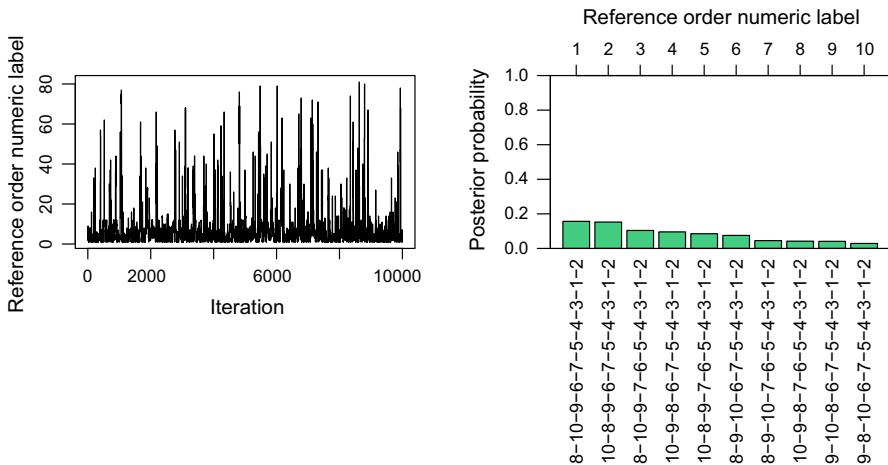 Reference order numeric label
0 20 40 60 80
0 2000 6000 10000
Iteration
Reference order numeric label
1 2 3 4 5 6 7 8 9 10
Posterior probability
0.0 0.2 0.4 0.6 0.8 1.0
8−10−9−6−7−5−4−3−1−2
10−8−9−6−7−5−4−3−1−2
8−10−9−7−6−5−4−3−1−2
10−9−8−6−7−5−4−3−1−2
10−8−9−7−6−5−4−3−1−2
8−9−10−6−7−5−4−3−1−2
8−9−10−7−6−5−4−3−1−2
10−9−8−7−6−5−4−3−1−2
9−10−8−6−7−5−4−3−1−2
9−8−10−6−7−5−4−3−1−2